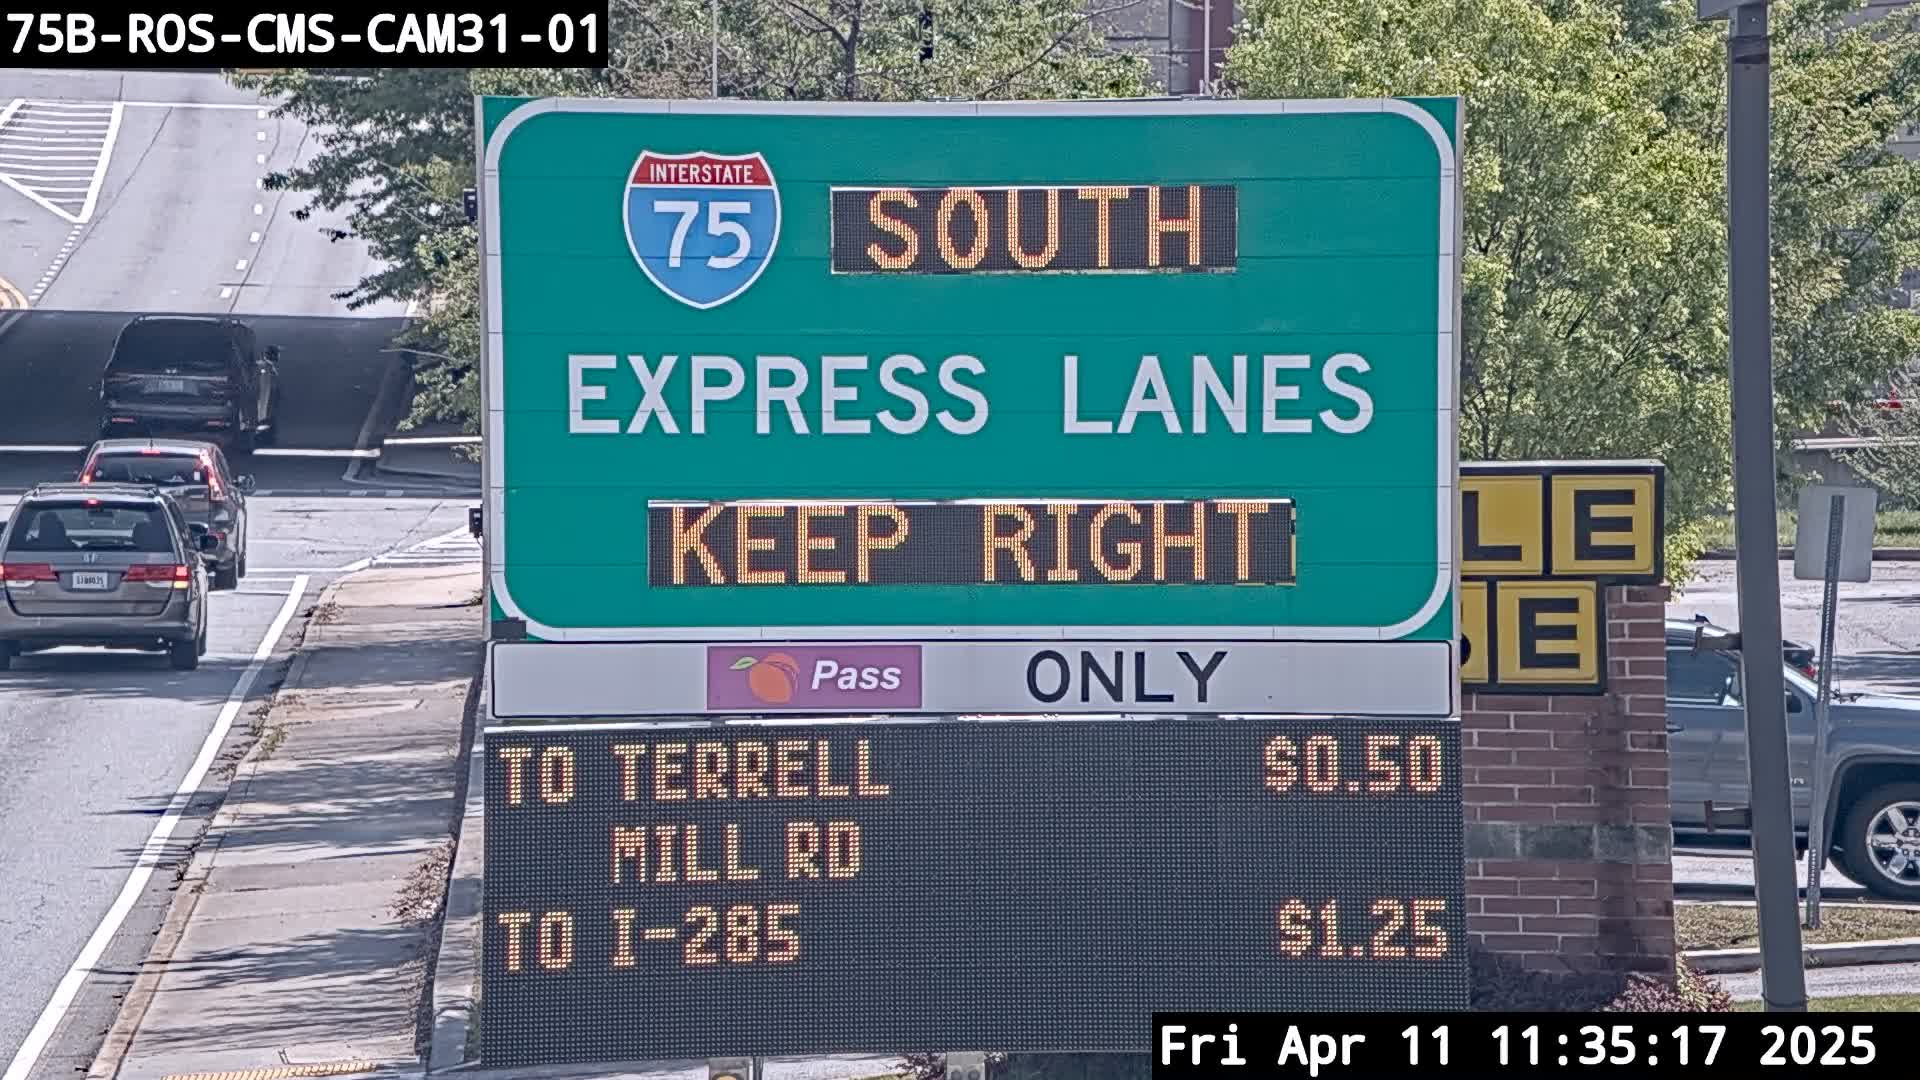 75B-ROS-CMS-CAM31-01
INTERSTATE
75
SOUTH
EXPRESS LANES
KEEP RIGHT
Pass ONLY
TO TERRELL $0.50
MILL RD
TO I-285 $1.25
LE
E
Fri Apr 11 11:35:17 2025